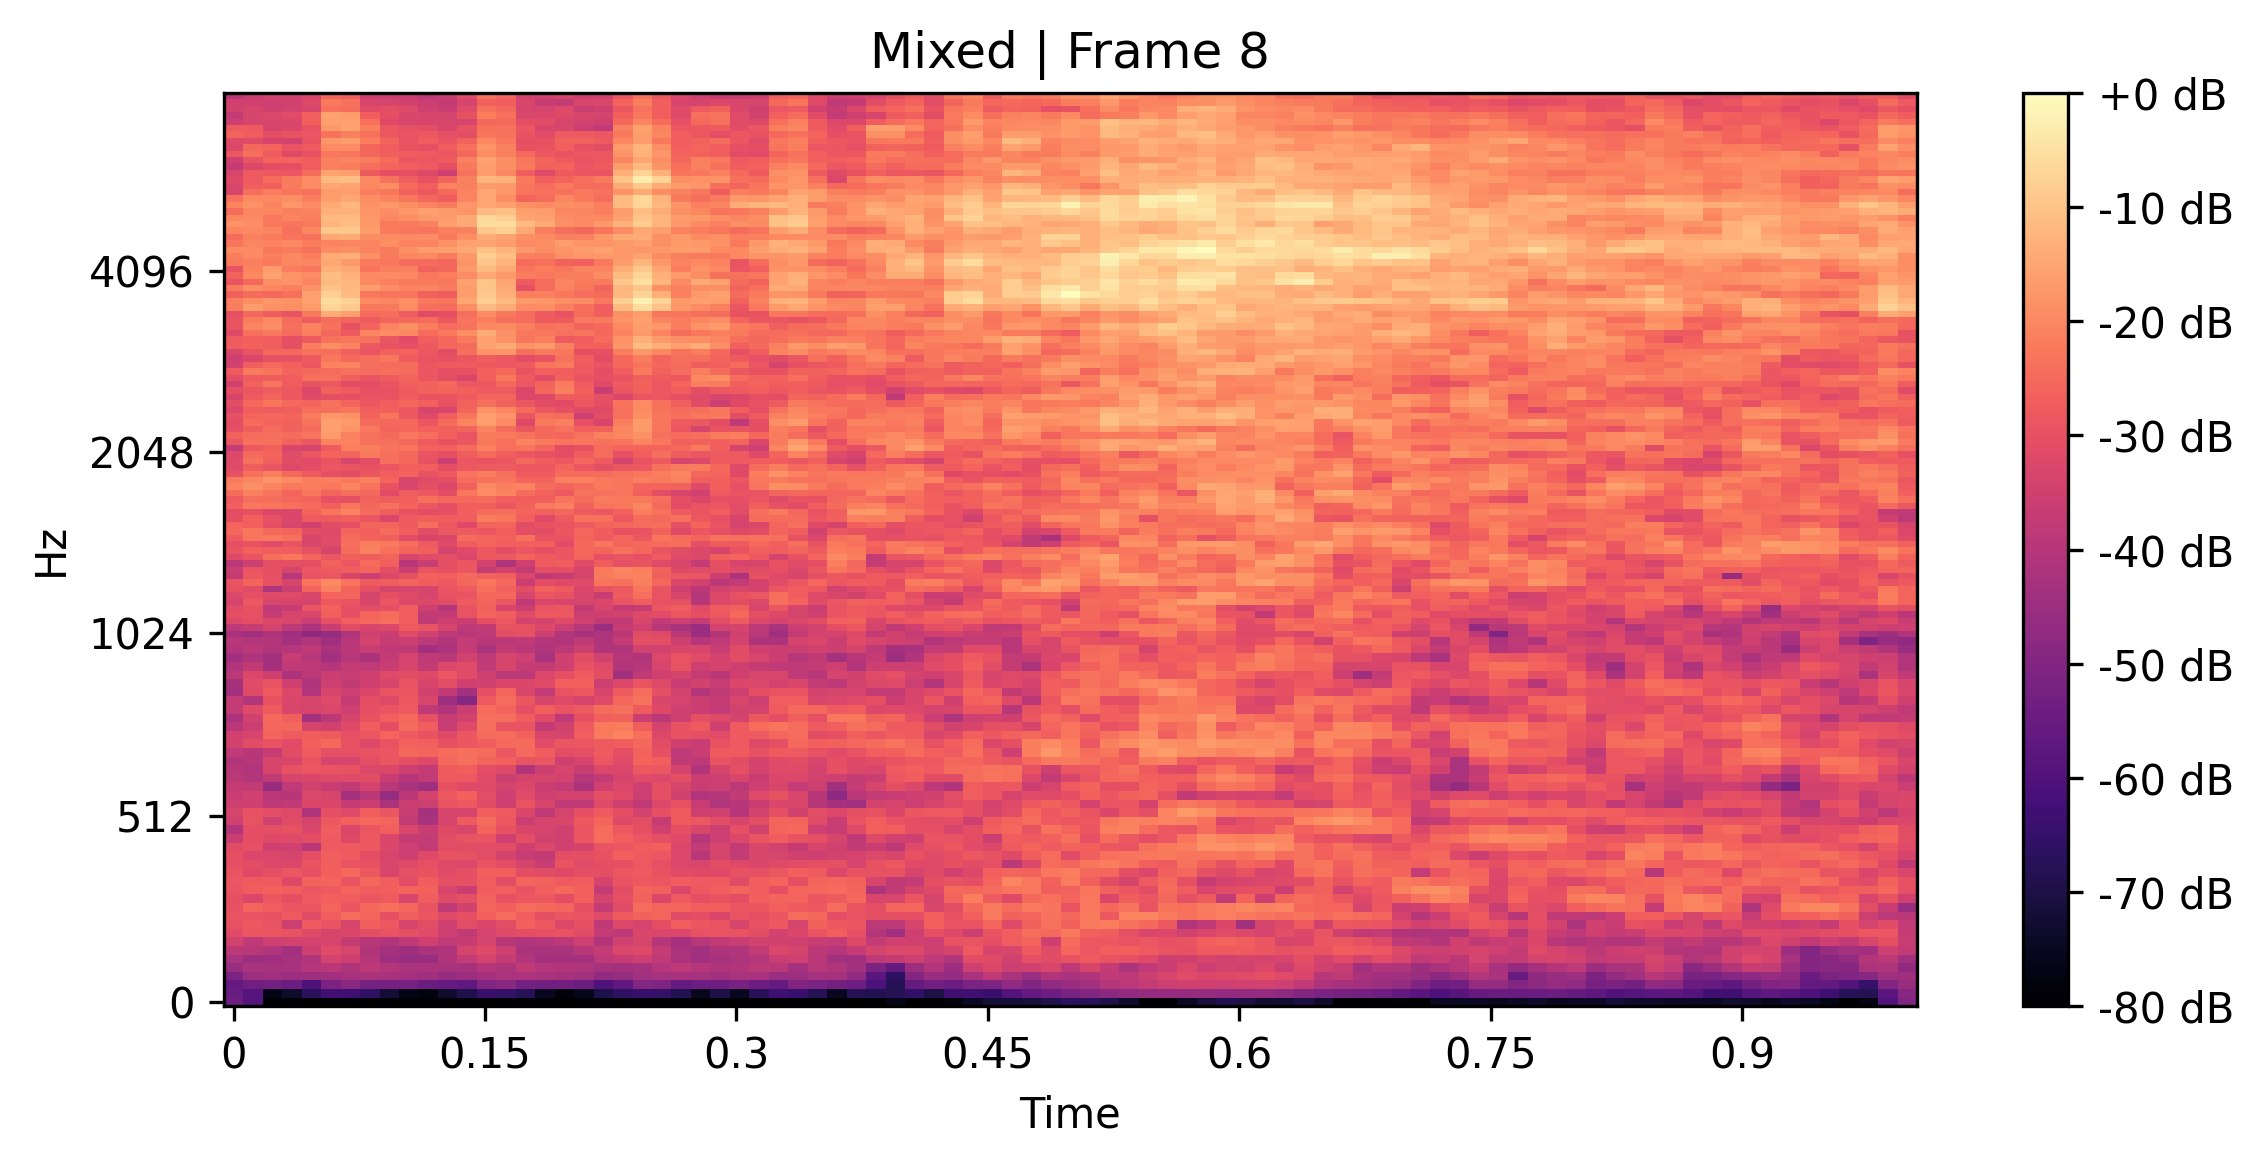 Mixed | Frame 8
+0 dB
-10 dB
-20 dB
-30 dB
-40 dB
-50 dB
-60 dB
-70 dB
-80 dB
Hz
4096
2048
1024
512
0
0 0.15 0.3 0.45 0.6 0.75 0.9
Time